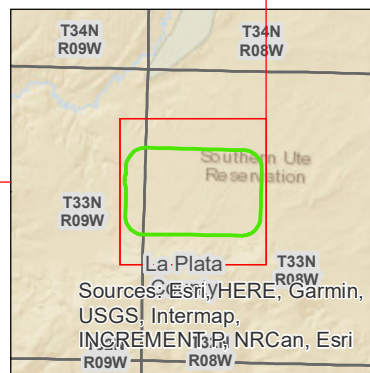 T34N
R09W
T34N
R08W
Southern Ute
Reservation
T33N
R09W
La Plata
County
T33N
R08W
Sources: Esri, HERE, Garmin,
USGS, Intermap,
INCREMENT P, NRCan, Esri
R09W
R08W